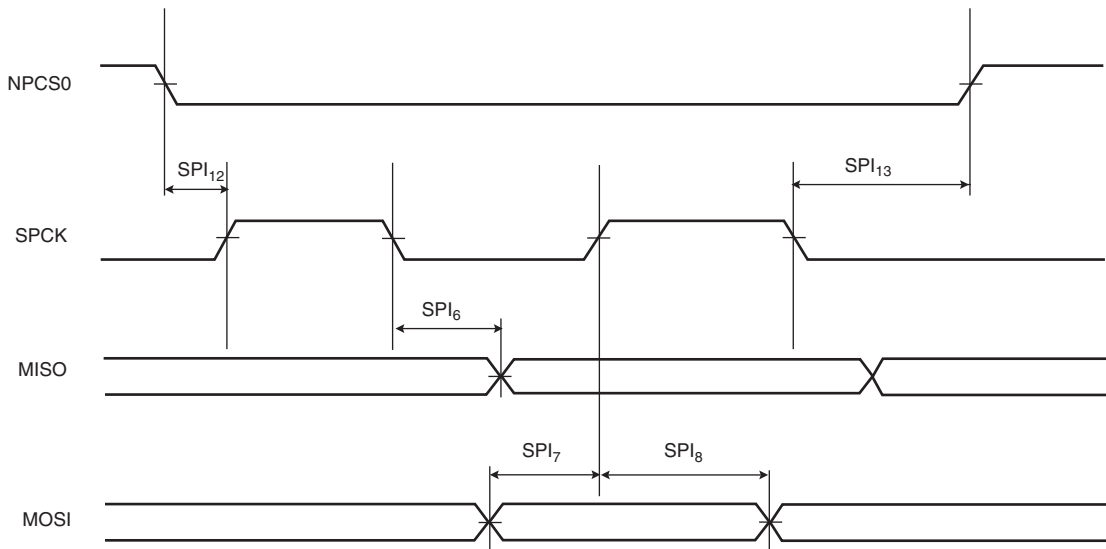 NPCS0
SPI₁₂
SPI₁₃
SPCK
SPI₆
MISO
SPI₇
SPI₈
MOSI